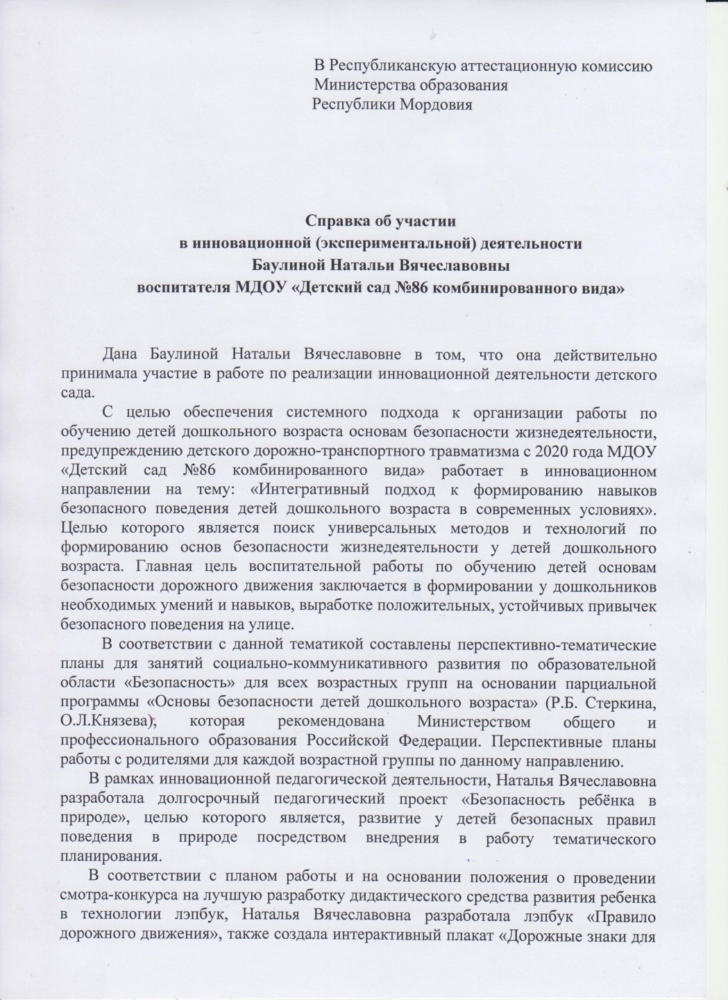 В Республиканскую аттестационную комиссию
Министерства образования
Республики Мордовия
Справка об участии
в инновационной (экспериментальной) деятельности
Баулиной Натальи Вячеславовны
воспитателя МДОУ «Детский сад №86 комбинированного вида»
Дана Баулиной Натальи Вячеславовне в том, что она действительно
принимала участие в работе по реализации инновационной деятельности детского
сада.
С целью обеспечения системного подхода к организации работы по
обучению детей дошкольного возраста основам безопасности жизнедеятельности,
предупреждению детского дорожно-транспортного травматизма с 2020 года МДОУ
«Детский сад №86 комбинированного вида» работает в инновационном
направлении на тему: «Интегративный подход к формированию навыков
безопасного поведения детей дошкольного возраста в современных условиях».
Целью которого является поиск универсальных методов и технологий по
формированию основ безопасности жизнедеятельности у детей дошкольного
возраста. Главная цель воспитательной работы по обучению детей основам
безопасности дорожного движения заключается в формировании у дошкольников
необходимых умений и навыков, выработке положительных, устойчивых привычек
безопасного поведения на улице.
В соответствии с данной тематикой составлены перспективно-тематические
планы для занятий социально-коммуникативного развития по образовательной
области «Безопасность» для всех возрастных групп на основании парциальной
программы «Основы безопасности детей дошкольного возраста» (Р.Б. Стеркина,
О.Л.Князева), которая рекомендована Министерством общего и
профессионального образования Российской Федерации. Перспективные планы
работы с родителями для каждой возрастной группы по данному направлению.
В рамках инновационной педагогической деятельности, Наталья Вячеславовна
разработала долгосрочный педагогический проект «Безопасность ребёнка в
природе», целью которого является, развитие у детей безопасных правил
поведения в природе посредством внедрения в работу тематического
планирования.
В соответствии с планом работы и на основании положения о проведении
смотра-конкурса на лучшую разработку дидактического средства развития ребенка
в технологии лэпбук, Наталья Вячеславовна разработала лэпбук «Правило
дорожного движения», также создала интерактивный плакат «Дорожные знаки для